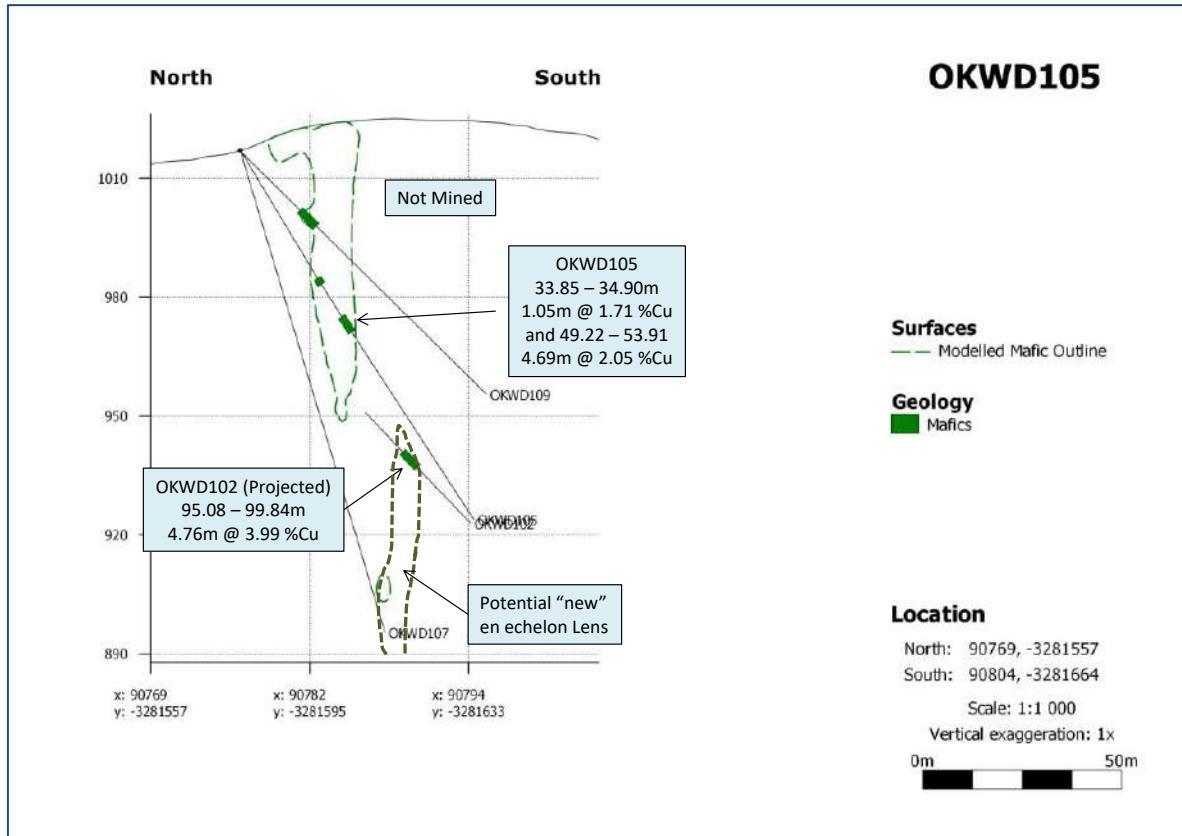 North
South
OKWD105
1010
980
950
920
890
Not Mined
OKWD105
33.85 – 34.90m
1.05m @ 1.71 %Cu
and 49.22 – 53.91
4.69m @ 2.05 %Cu
OKWD109
OKWD102 (Projected)
95.08 – 99.84m
4.76m @ 3.99 %Cu
OKWD105
OKWD102
Potential “new”
en echelon Lens
OKWD107
x: 90769
y: -3281557
x: 90782
y: -3281595
x: 90794
y: -3281633
Surfaces
Modelled Mafic Outline
Geology
Mafics
Location
North: 90769, -3281557
South: 90804, -3281664
Scale: 1:1 000
Vertical exaggeration: 1x
0m
50m